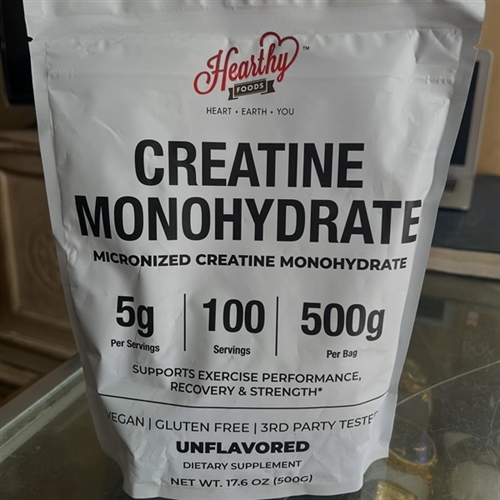 Hearthy™
FOODS
HEART • EARTH • YOU
CREATINE
MONOHYDRATE
MICRONIZED CREATINE MONOHYDRATE
5g | 100 | 500g
Per Servings Servings Per Bag
SUPPORTS EXERCISE PERFORMANCE,
RECOVERY & STRENGTH*
VEGAN | GLUTEN FREE | 3RD PARTY TESTED
UNFLAVORED
DIETARY SUPPLEMENT
NET WT. 17.6 OZ (500G)